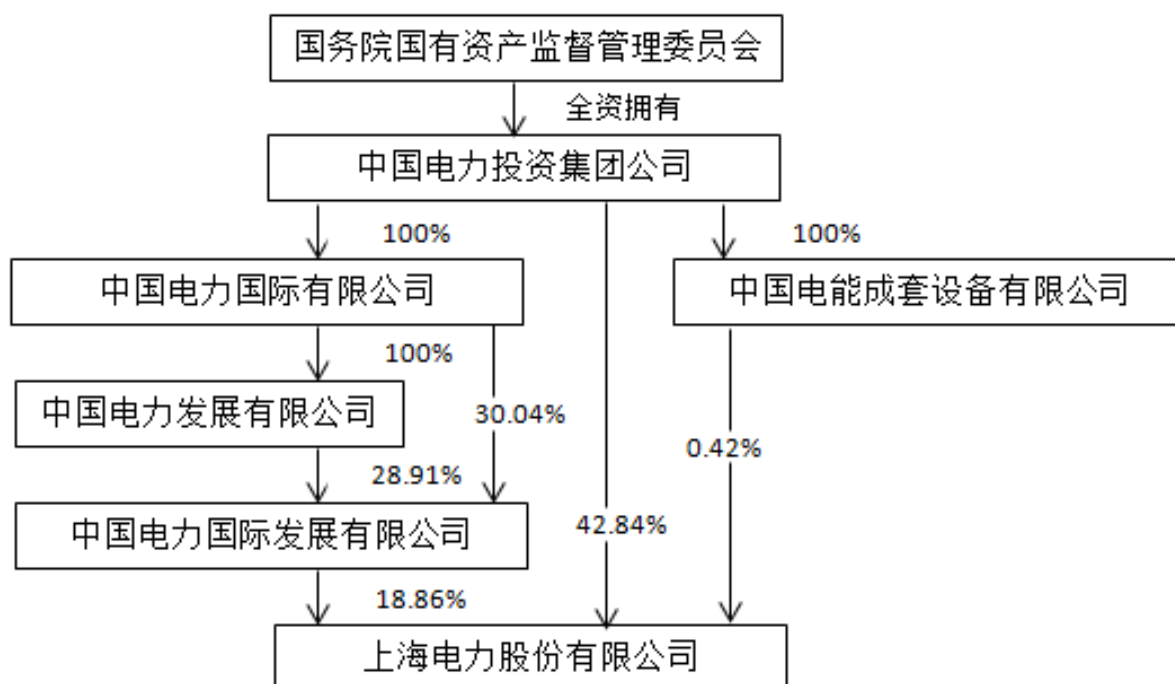 国务院国有资产监督管理委员会
全资拥有
中国电力投资集团公司
100%
100%
中国电力国际有限公司
中国电能成套设备有限公司
100%
中国电力发展有限公司
30.04%
0.42%
28.91%
中国电力国际发展有限公司
42.84%
18.86%
上海电力股份有限公司